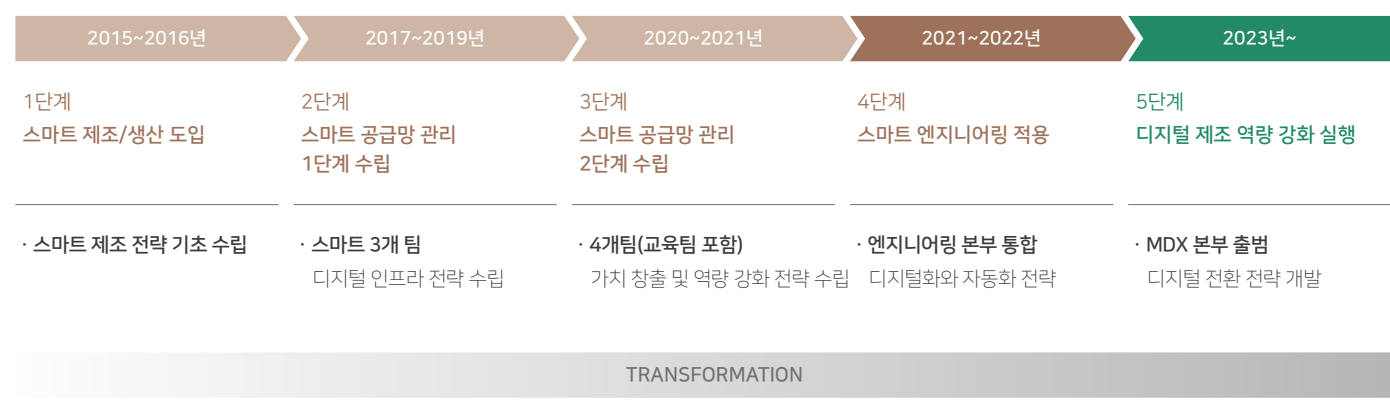 2015~2016년
2017~2019년
2020~2021년
2021~2022년
2023년~
1단계
스마트 제조/생산 도입
2단계
스마트 공급망 관리
1단계 수립
3단계
스마트 공급망 관리
2단계 수립
4단계
스마트 엔지니어링 적용
5단계
디지털 제조 역량 강화 실행
· 스마트 제조 전략 기초 수립
· 스마트 3개 팀
디지털 인프라 전략 수립
· 4개팀(교육팀 포함)
가치 창출 및 역량 강화 전략 수립
· 엔지니어링 본부 통합
디지털화와 자동화 전략
· MDX 본부 출범
디지털 전환 전략 개발
TRANSFORMATION